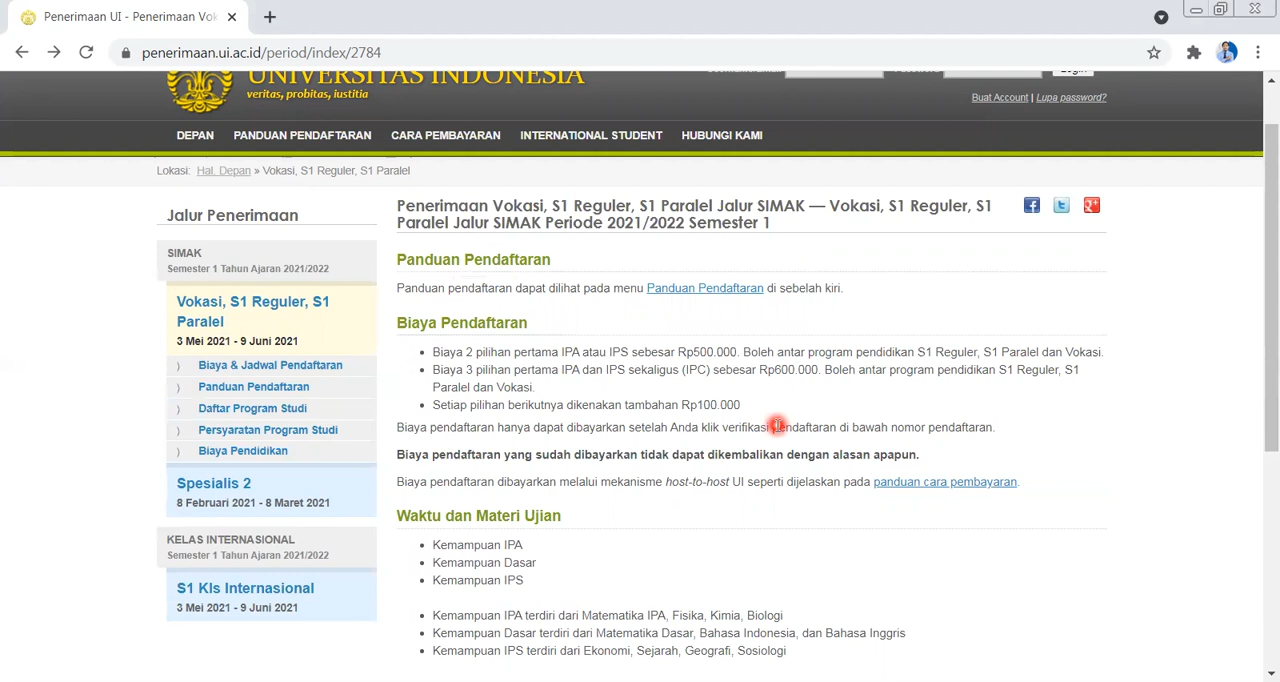 Penerimaan UI - Penerimaan Vok
penerimaan.ui.ac.id/period/index/2784
UNIVERSITAS INDONESIA
veritas, probitas, iustitia
Login
Buat Account | Lupa password?
DEPAN PANDUAN PENDAFTARAN CARA PEMBAYARAN INTERNATIONAL STUDENT HUBUNGI KAMI
Lokasi: Hal. Depan » Vokasi, S1 Reguler, S1 Paralel
Jalur Penerimaan
SIMAK
Semester 1 Tahun Ajaran 2021/2022
Vokasi, S1 Reguler, S1
Paralel
3 Mei 2021 - 9 Juni 2021
Biaya & Jadwal Pendaftaran
Panduan Pendaftaran
Daftar Program Studi
Persyaratan Program Studi
Biaya Pendidikan
Spesialis 2
8 Februari 2021 - 8 Maret 2021
KELAS INTERNASIONAL
Semester 1 Tahun Ajaran 2021/2022
S1 Kls Internasional
3 Mei 2021 - 9 Juni 2021
Penerimaan Vokasi, S1 Reguler, S1 Paralel Jalur SIMAK — Vokasi, S1 Reguler, S1
Paralel Jalur SIMAK Periode 2021/2022 Semester 1
Panduan Pendaftaran
Panduan pendaftaran dapat dilihat pada menu Panduan Pendaftaran di sebelah kiri.
Biaya Pendaftaran
• Biaya 2 pilihan pertama IPA atau IPS sebesar Rp500.000. Boleh antar program pendidikan S1 Reguler, S1 Paralel dan Vokasi.
• Biaya 3 pilihan pertama IPA dan IPS sekaligus (IPC) sebesar Rp600.000. Boleh antar program pendidikan S1 Reguler, S1
Paralel dan Vokasi.
• Setiap pilihan berikutnya dikenakan tambahan Rp100.000
Biaya pendaftaran hanya dapat dibayarkan setelah Anda klik verifikasi pendaftaran di bawah nomor pendaftaran.
Biaya pendaftaran yang sudah dibayarkan tidak dapat dikembalikan dengan alasan apapun.
Biaya pendaftaran dibayarkan melalui mekanisme host-to-host UI seperti dijelaskan pada panduan cara pembayaran.
Waktu dan Materi Ujian
• Kemampuan IPA
• Kemampuan Dasar
• Kemampuan IPS
• Kemampuan IPA terdiri dari Matematika IPA, Fisika, Kimia, Biologi
• Kemampuan Dasar terdiri dari Matematika Dasar, Bahasa Indonesia, dan Bahasa Inggris
• Kemampuan IPS terdiri dari Ekonomi, Sejarah, Geografi, Sosiologi